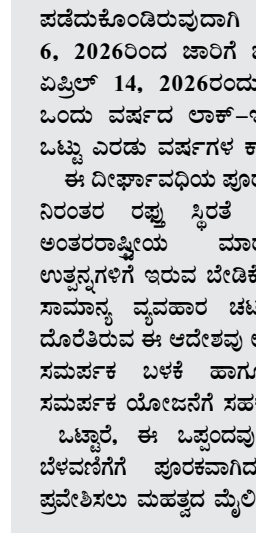 ಪಡೆದುಕೊಂಡಿರುವುದಾಗಿ
6, 2026ರಿಂದ ಜಾರಿಗೆ
ಏಪ್ರಿಲ್ 14, 2026ರಂದು
ಒಂದು ವರ್ಷದ ಲಾಕ್–ಇ
ಒಟ್ಟು ಎರಡು ವರ್ಷಗಳ ಕ
ಈ ದೀರ್ಘಾವಧಿಯ ಪೂರ
ನಿರಂತರ ರಫ್ತು ಸ್ಥಿರತೆ
ಅಂತರರಾಷ್ಟ್ರೀಯ ಮಾರ
ಉತ್ಪನ್ನಗಳಿಗೆ ಇರುವ ಬೇಡಿಕೆ
ಸಾಮಾನ್ಯ ವ್ಯವಹಾರ ಚಟ
ದೊರೆತಿರುವ ಈ ಆದೇಶವು
ಸಮರ್ಪಕ ಬಳಕೆ ಹಾಗೂ
ಸಮರ್ಪಕ ಯೋಜನೆಗೆ ಸಹ
ಒಟ್ಟಾರೆ, ಈ ಒಪ್ಪಂದವು
ಬೆಳವಣಿಗೆಗೆ ಪೂರಕವಾಗಿದ
ಪ್ರವೇಶಿಸಲು ಮಹತ್ವದ ಮೈಲಿ